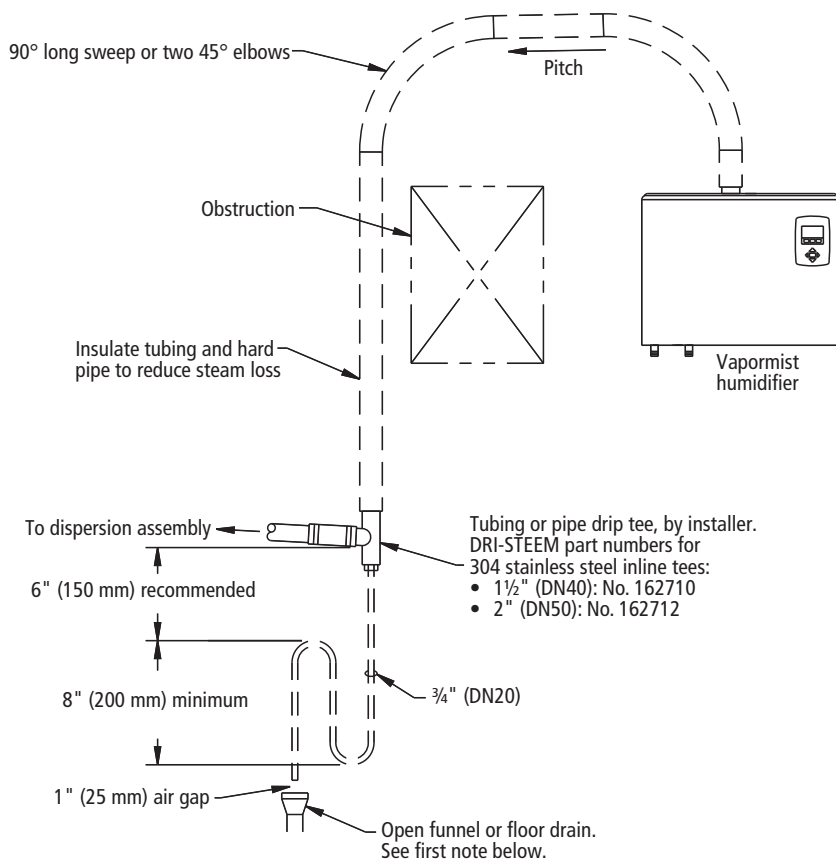 90° long sweep or two 45° elbows
Pitch
Obstruction
Insulate tubing and hard
pipe to reduce steam loss
Vapormist
humidifier
To dispersion assembly
Tubing or pipe drip tee, by installer.
DRI-STEEM part numbers for
304 stainless steel inline tees:
• 1½" (DN40): No. 162710
• 2" (DN50): No. 162712
6" (150 mm) recommended
8" (200 mm) minimum
¾" (DN20)
1" (25 mm) air gap
Open funnel or floor drain.
See first note below.